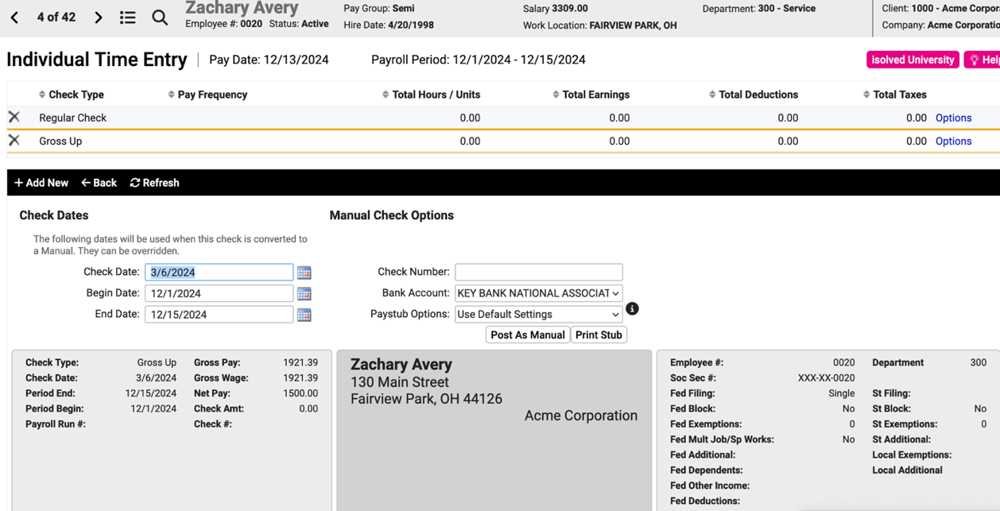 4 of 42
Zachary Avery
Employee #: 0020 Status: Active
Pay Group: Semi
Hire Date: 4/20/1998
Salary 3309.00
Work Location: FAIRVIEW PARK, OH
Department: 300 - Service
Client: 1000 - Acme Corpor
Company: Acme Corporatio
Individual Time Entry Pay Date: 12/13/2024 Payroll Period: 12/1/2024 - 12/15/2024 isolved University Help
Check Type Pay Frequency Total Hours / Units Total Earnings Total Deductions Total Taxes
Regular Check 0.00 0.00 0.00 0.00 Options
Gross Up 0.00 0.00 0.00 0.00 Options
+ Add New ← Back Refresh
Check Dates
The following dates will be used when this check is converted to
a Manual. They can be overridden.
Check Date: 3/6/2024
Begin Date: 12/1/2024
End Date: 12/15/2024
Manual Check Options
Check Number:
Bank Account: KEY BANK NATIONAL ASSOCIAT
Paystub Options: Use Default Settings
Post As Manual Print Stub
Check Type: Gross Up Gross Pay: 1921.39
Check Date: 3/6/2024 Gross Wage: 1921.39
Period End: 12/15/2024 Net Pay: 1500.00
Period Begin: 12/1/2024 Check Amt: 0.00
Payroll Run #: Check #:
Zachary Avery
130 Main Street
Fairview Park, OH 44126
Acme Corporation
Employee #: 0020 Department 300
Soc Sec #: XXX-XX-0020
Fed Filing: Single St Filing:
Fed Block: No St Block: No
Fed Exemptions: 0 St Exemptions: 0
Fed Mult Job/Sp Works: No St Additional:
Fed Additional: Local Exemptions:
Fed Dependents: Local Additional
Fed Other Income:
Fed Deductions: